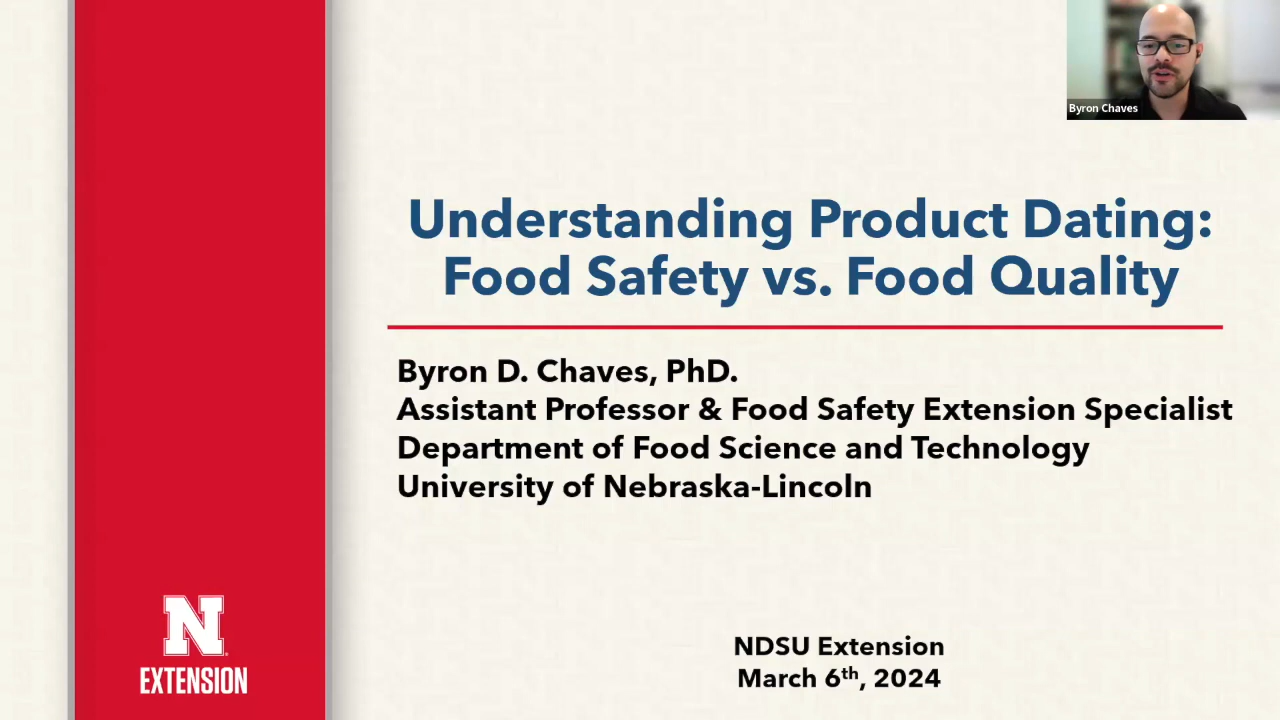 Byron Chaves
Understanding Product Dating:
Food Safety vs. Food Quality
Byron D. Chaves, PhD.
Assistant Professor & Food Safety Extension Specialist
Department of Food Science and Technology
University of Nebraska-Lincoln
N
EXTENSION
NDSU Extension
March 6th, 2024